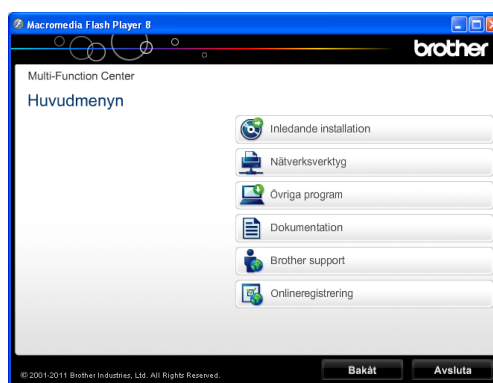 Macromedia Flash Player 8
brother
Multi-Function Center
Huvudmenyn
Inledande installation
Nätverksverktyg
Övriga program
Dokumentation
Brother support
Onlineregistrering
© 2001-2011 Brother Industries, Ltd. All Rights Reserved.
Bakåt
Avsluta